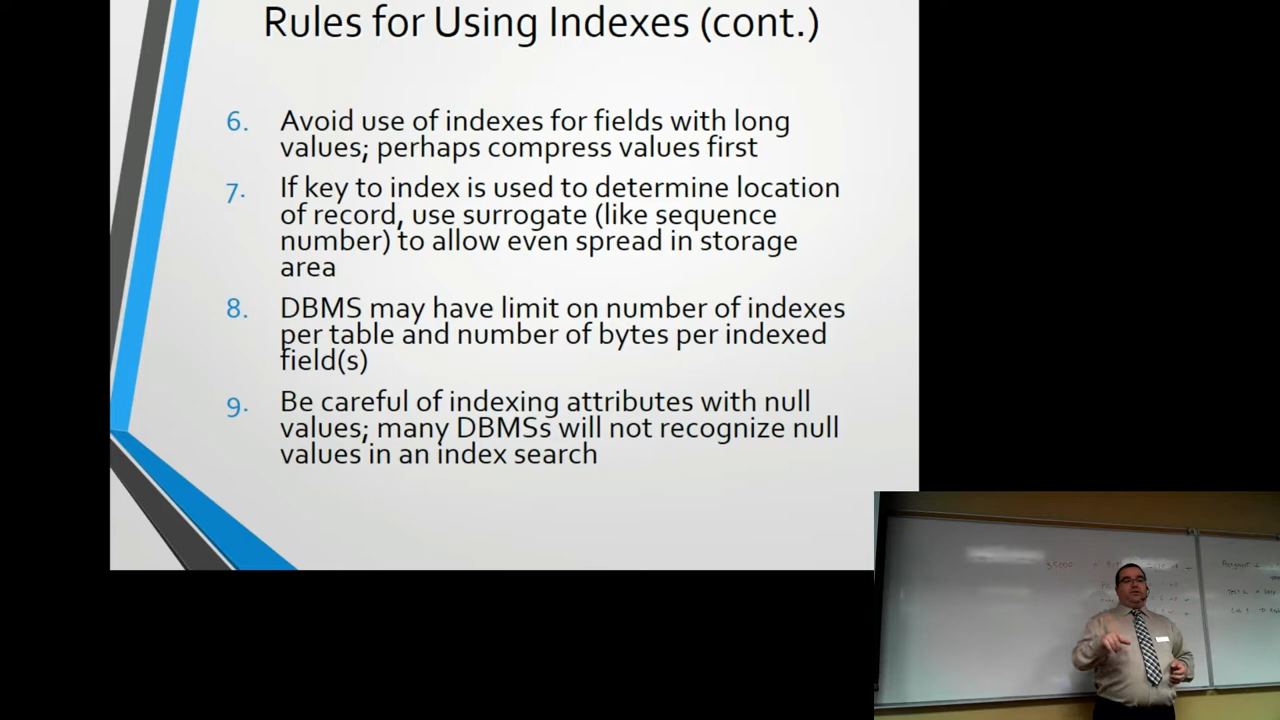 Rules for Using Indexes (cont.)
6. Avoid use of indexes for fields with long
values; perhaps compress values first
7. If key to index is used to determine location
of record, use surrogate (like sequence
number) to allow even spread in storage
area
8. DBMS may have limit on number of indexes
per table and number of bytes per indexed
field(s)
9. Be careful of indexing attributes with null
values; many DBMSs will not recognize null
values in an index search